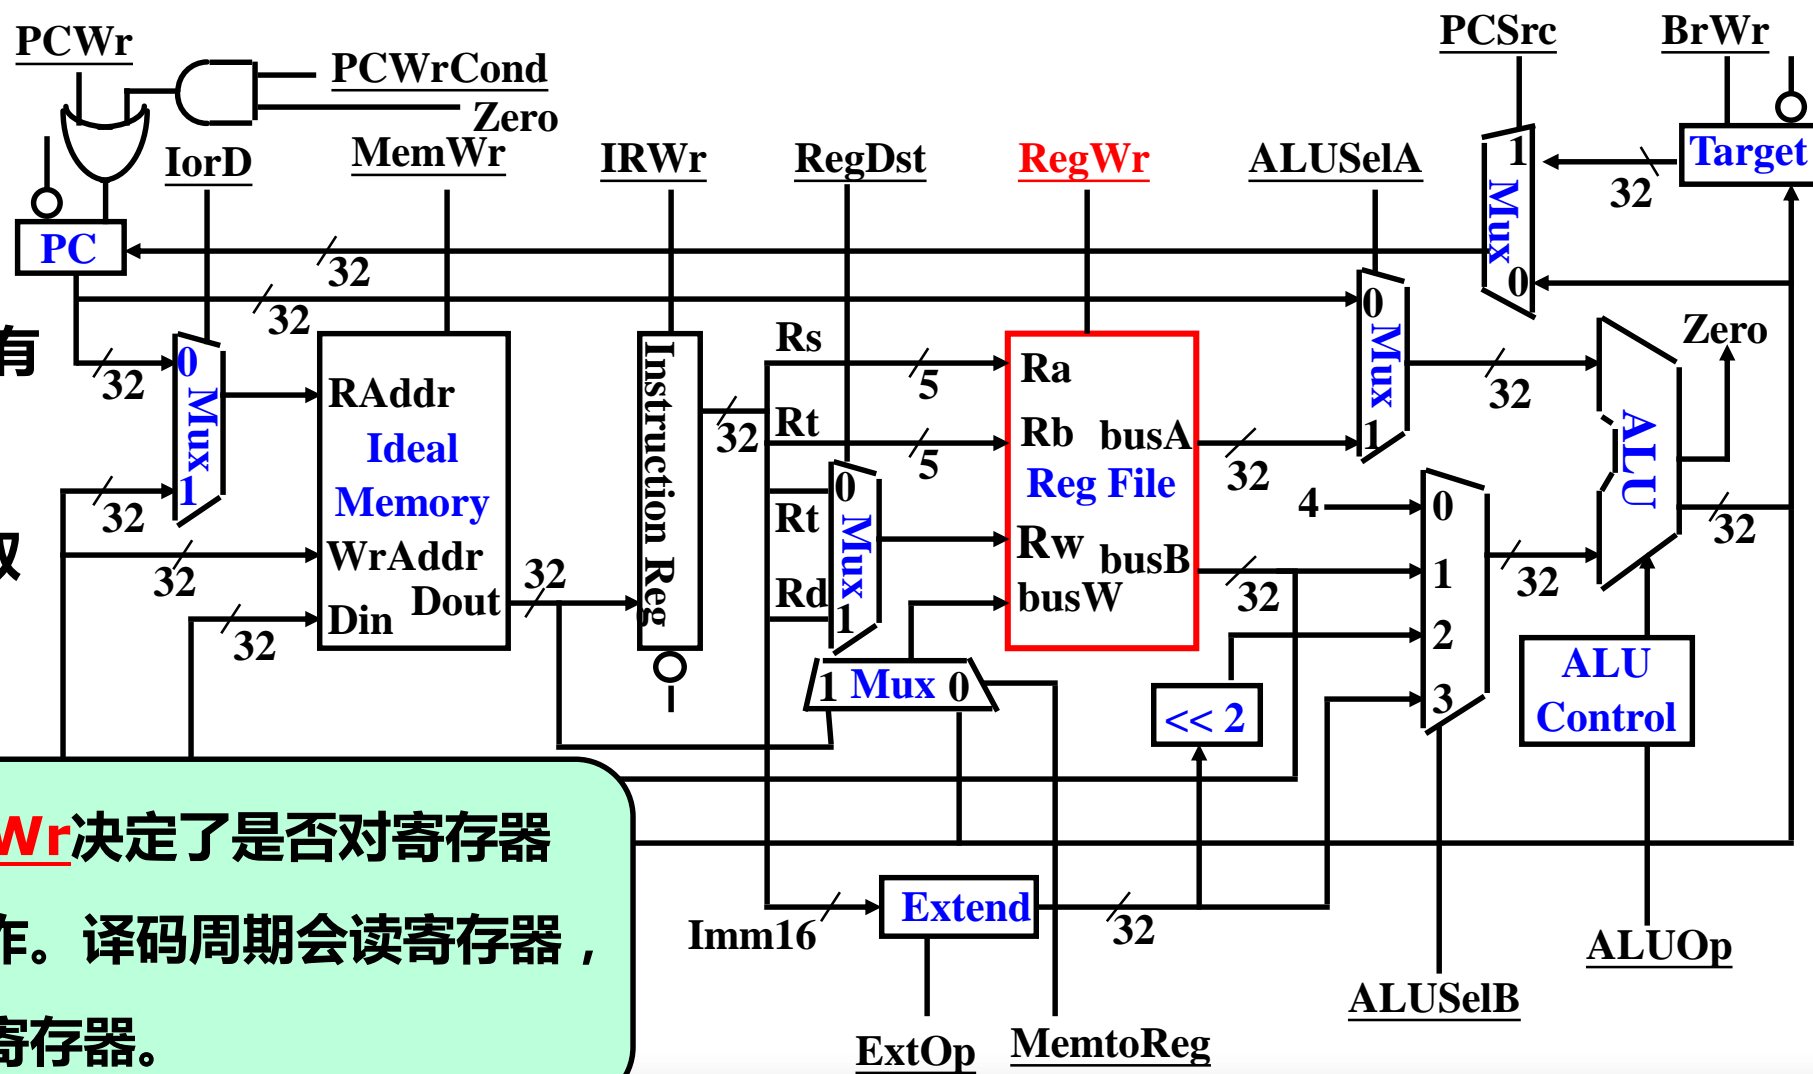 PCWr
PCWrCond
Zero
PCSrc
BrWr
IorD
MemWr
IRWr
RegDst
RegWr
ALUSelA
1
Mux
0
Target
32
PC
32
32
有
32
0
Mux
1
32
取
32
32
RAddr
Ideal
Memory
WrAddr
Dout
Din
32
Instruction Reg
32
Rs
5
Rt
5
Rt
Rd
0
Mux
1
Ra
Rb
busA
Reg File
Rw
busB
busW
32
32
0
Mux
1
32
4
0
1
2
3
32
ALU
Zero
32
1 Mux 0
<< 2
ALU
Control
Wr决定了是否对寄存器
作。译码周期会读寄存器，
寄存器。
Imm16
Extend
32
ExtOp
MemtoReg
ALUSelB
ALUOp